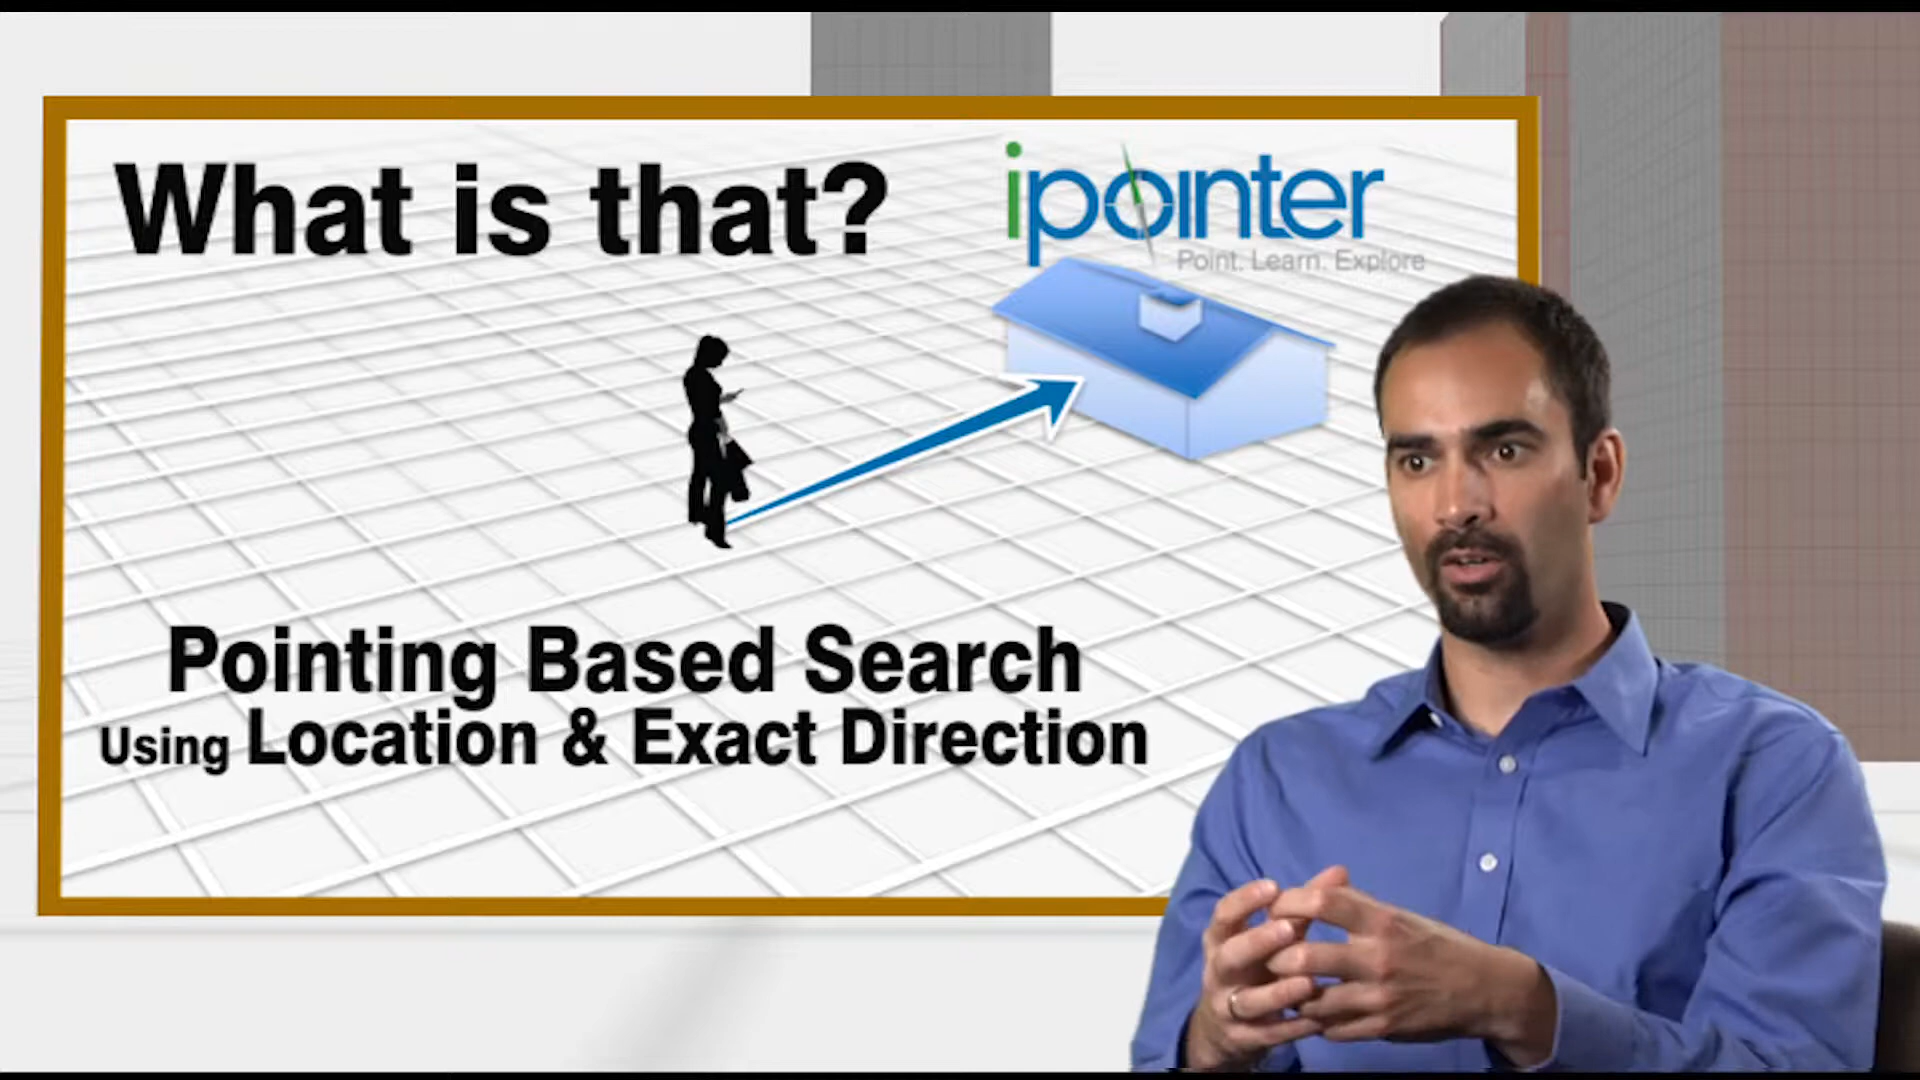 What is that?
ipointer
Point. Learn. Explore
Pointing Based Search
Using Location & Exact Direction